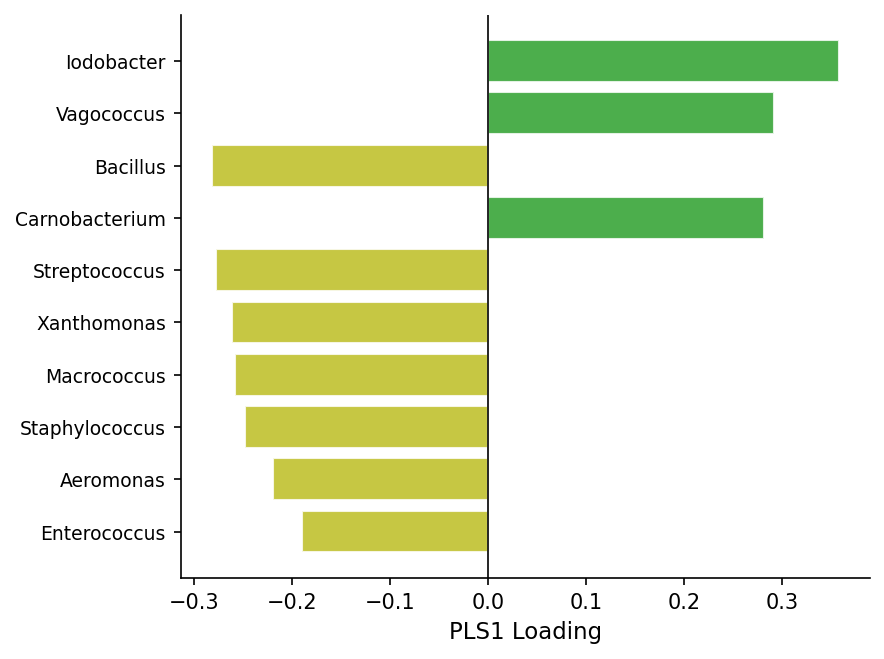 Iodobacter
Vagococcus
Bacillus
Carnobacterium
Streptococcus
Xanthomonas
Macrococcus
Staphylococcus
Aeromonas
Enterococcus
−0.3 −0.2 −0.1 0.0 0.1 0.2 0.3
PLS1 Loading